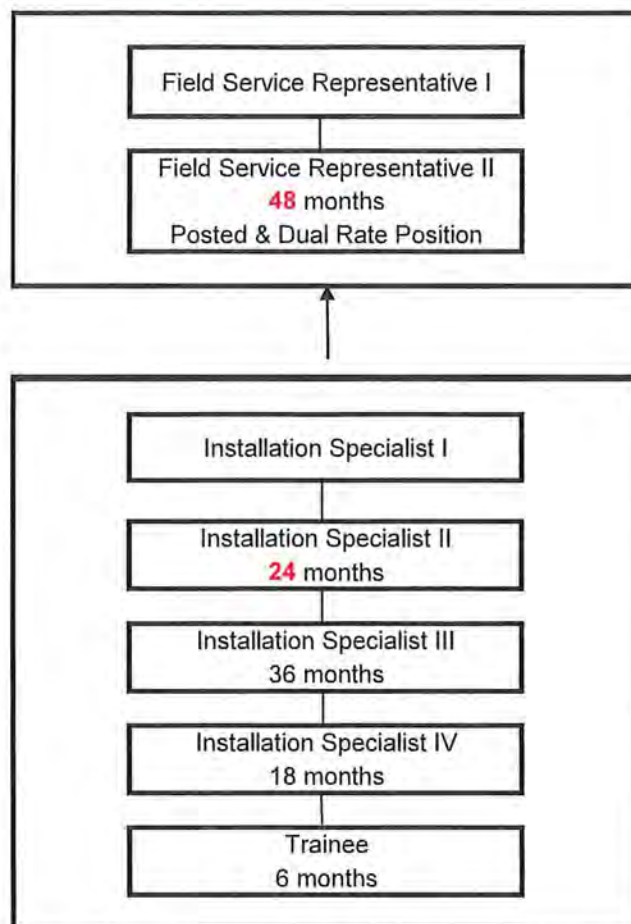 Field Service Representative I
Field Service Representative II
48 months
Posted & Dual Rate Position
Installation Specialist I
Installation Specialist II
24 months
Installation Specialist III
36 months
Installation Specialist IV
18 months
Trainee
6 months